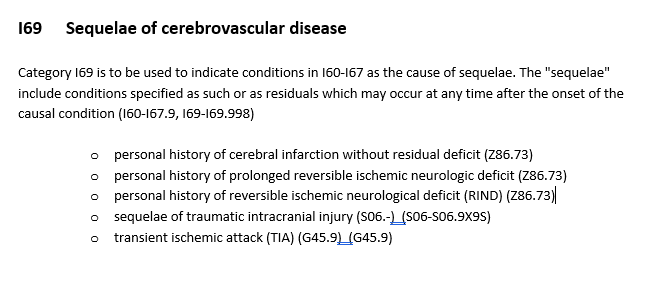 I69 Sequelae of cerebrovascular disease
Category I69 is to be used to indicate conditions in I60-I67 as the cause of sequelae. The "sequelae"
include conditions specified as such or as residuals which may occur at any time after the onset of the
causal condition (I60-I67.9, I69-I69.998)
o personal history of cerebral infarction without residual deficit (Z86.73)
o personal history of prolonged reversible ischemic neurologic deficit (Z86.73)
o personal history of reversible ischemic neurological deficit (RIND) (Z86.73)
o sequelae of traumatic intracranial injury (S06.-) (S06-S06.9X9S)
o transient ischemic attack (TIA) (G45.9) (G45.9)